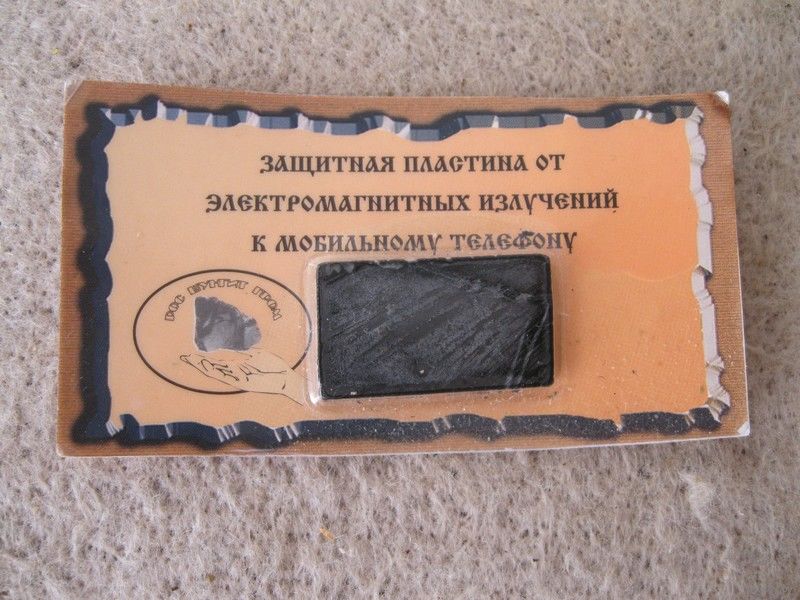 ЗАЩИТНАЯ ПЛАСТИНА ОТ
ЭЛЕКТРОМАГНИТНЫХ ИЗЛУЧЕНИЙ
К МОБИЛЬНОМУ ТЕЛЕФОНУ